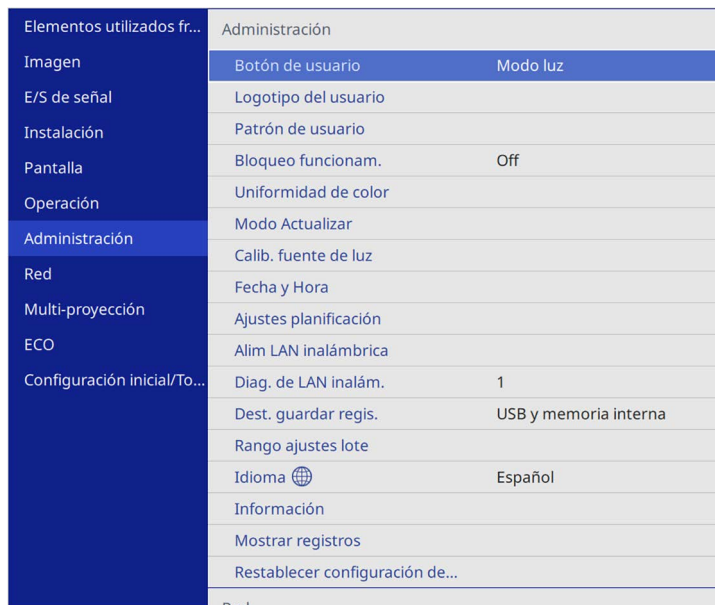 Elementos utilizados fr...
Imagen
E/S de señal
Instalación
Pantalla
Operación
Administración
Red
Multi-proyección
ECO
Configuración inicial/To...
Administración
Botón de usuario Modo luz
Logotipo del usuario
Patrón de usuario
Bloqueo funcionam. Off
Uniformidad de color
Modo Actualizar
Calib. fuente de luz
Fecha y Hora
Ajustes planificación
Alim LAN inalámbrica
Diag. de LAN inalám. 1
Dest. guardar regis. USB y memoria interna
Rango ajustes lote
Idioma Español
Información
Mostrar registros
Restablecer configuración de...